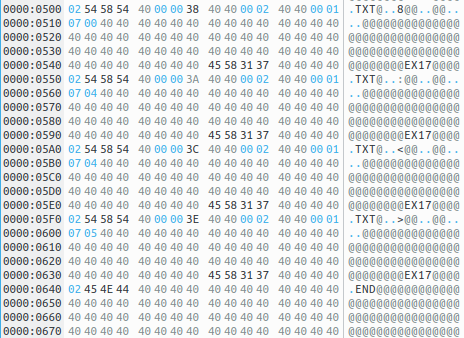 0000:0500 02 54 58 54 40 00 00 38 40 40 00 02 40 40 00 01 .TXT@..8@@..@@..
0000:0510 07 00 40 40 40 40 40 40 40 40 40 40 40 40 40 40 ..@@@@@@@@@@@@@@
0000:0520 40 40 40 40 40 40 40 40 40 40 40 40 40 40 40 40 @@@@@@@@@@@@@@@@
0000:0530 40 40 40 40 40 40 40 40 40 40 40 40 40 40 40 40 @@@@@@@@@@@@@@@@
0000:0540 40 40 40 40 40 40 40 40 45 58 31 37 40 40 40 40 @@@@@@@@EX17@@@@
0000:0550 02 54 58 54 40 00 00 3A 40 40 00 02 40 40 00 01 .TXT@..:@@..@@..
0000:0560 07 04 40 40 40 40 40 40 40 40 40 40 40 40 40 40 ..@@@@@@@@@@@@@@
0000:0570 40 40 40 40 40 40 40 40 40 40 40 40 40 40 40 40 @@@@@@@@@@@@@@@@
0000:0580 40 40 40 40 40 40 40 40 40 40 40 40 40 40 40 40 @@@@@@@@@@@@@@@@
0000:0590 40 40 40 40 40 40 40 40 45 58 31 37 40 40 40 40 @@@@@@@@EX17@@@@
0000:05A0 02 54 58 54 40 00 00 3C 40 40 00 02 40 40 00 01 .TXT@..<@@..@@..
0000:05B0 07 04 40 40 40 40 40 40 40 40 40 40 40 40 40 40 ..@@@@@@@@@@@@@@
0000:05C0 40 40 40 40 40 40 40 40 40 40 40 40 40 40 40 40 @@@@@@@@@@@@@@@@
0000:05D0 40 40 40 40 40 40 40 40 40 40 40 40 40 40 40 40 @@@@@@@@@@@@@@@@
0000:05E0 40 40 40 40 40 40 40 40 45 58 31 37 40 40 40 40 @@@@@@@@EX17@@@@
0000:05F0 02 54 58 54 40 00 00 3E 40 40 00 02 40 40 00 01 .TXT@..>@@..@@..
0000:0600 07 05 40 40 40 40 40 40 40 40 40 40 40 40 40 40 ..@@@@@@@@@@@@@@
0000:0610 40 40 40 40 40 40 40 40 40 40 40 40 40 40 40 40 @@@@@@@@@@@@@@@@
0000:0620 40 40 40 40 40 40 40 40 40 40 40 40 40 40 40 40 @@@@@@@@@@@@@@@@
0000:0630 40 40 40 40 40 40 40 40 45 58 31 37 40 40 40 40 @@@@@@@@EX17@@@@
0000:0640 02 45 4E 44 40 40 40 40 40 40 40 40 40 40 40 40 .END@@@@@@@@@@@@
0000:0650 40 40 40 40 40 40 40 40 40 40 40 40 40 40 40 40 @@@@@@@@@@@@@@@@
0000:0660 40 40 40 40 40 40 40 40 40 40 40 40 40 40 40 40 @@@@@@@@@@@@@@@@
0000:0670 40 40 40 40 40 40 40 40 40 40 40 40 40 40 40 40 @@@@@@@@@@@@@@@@